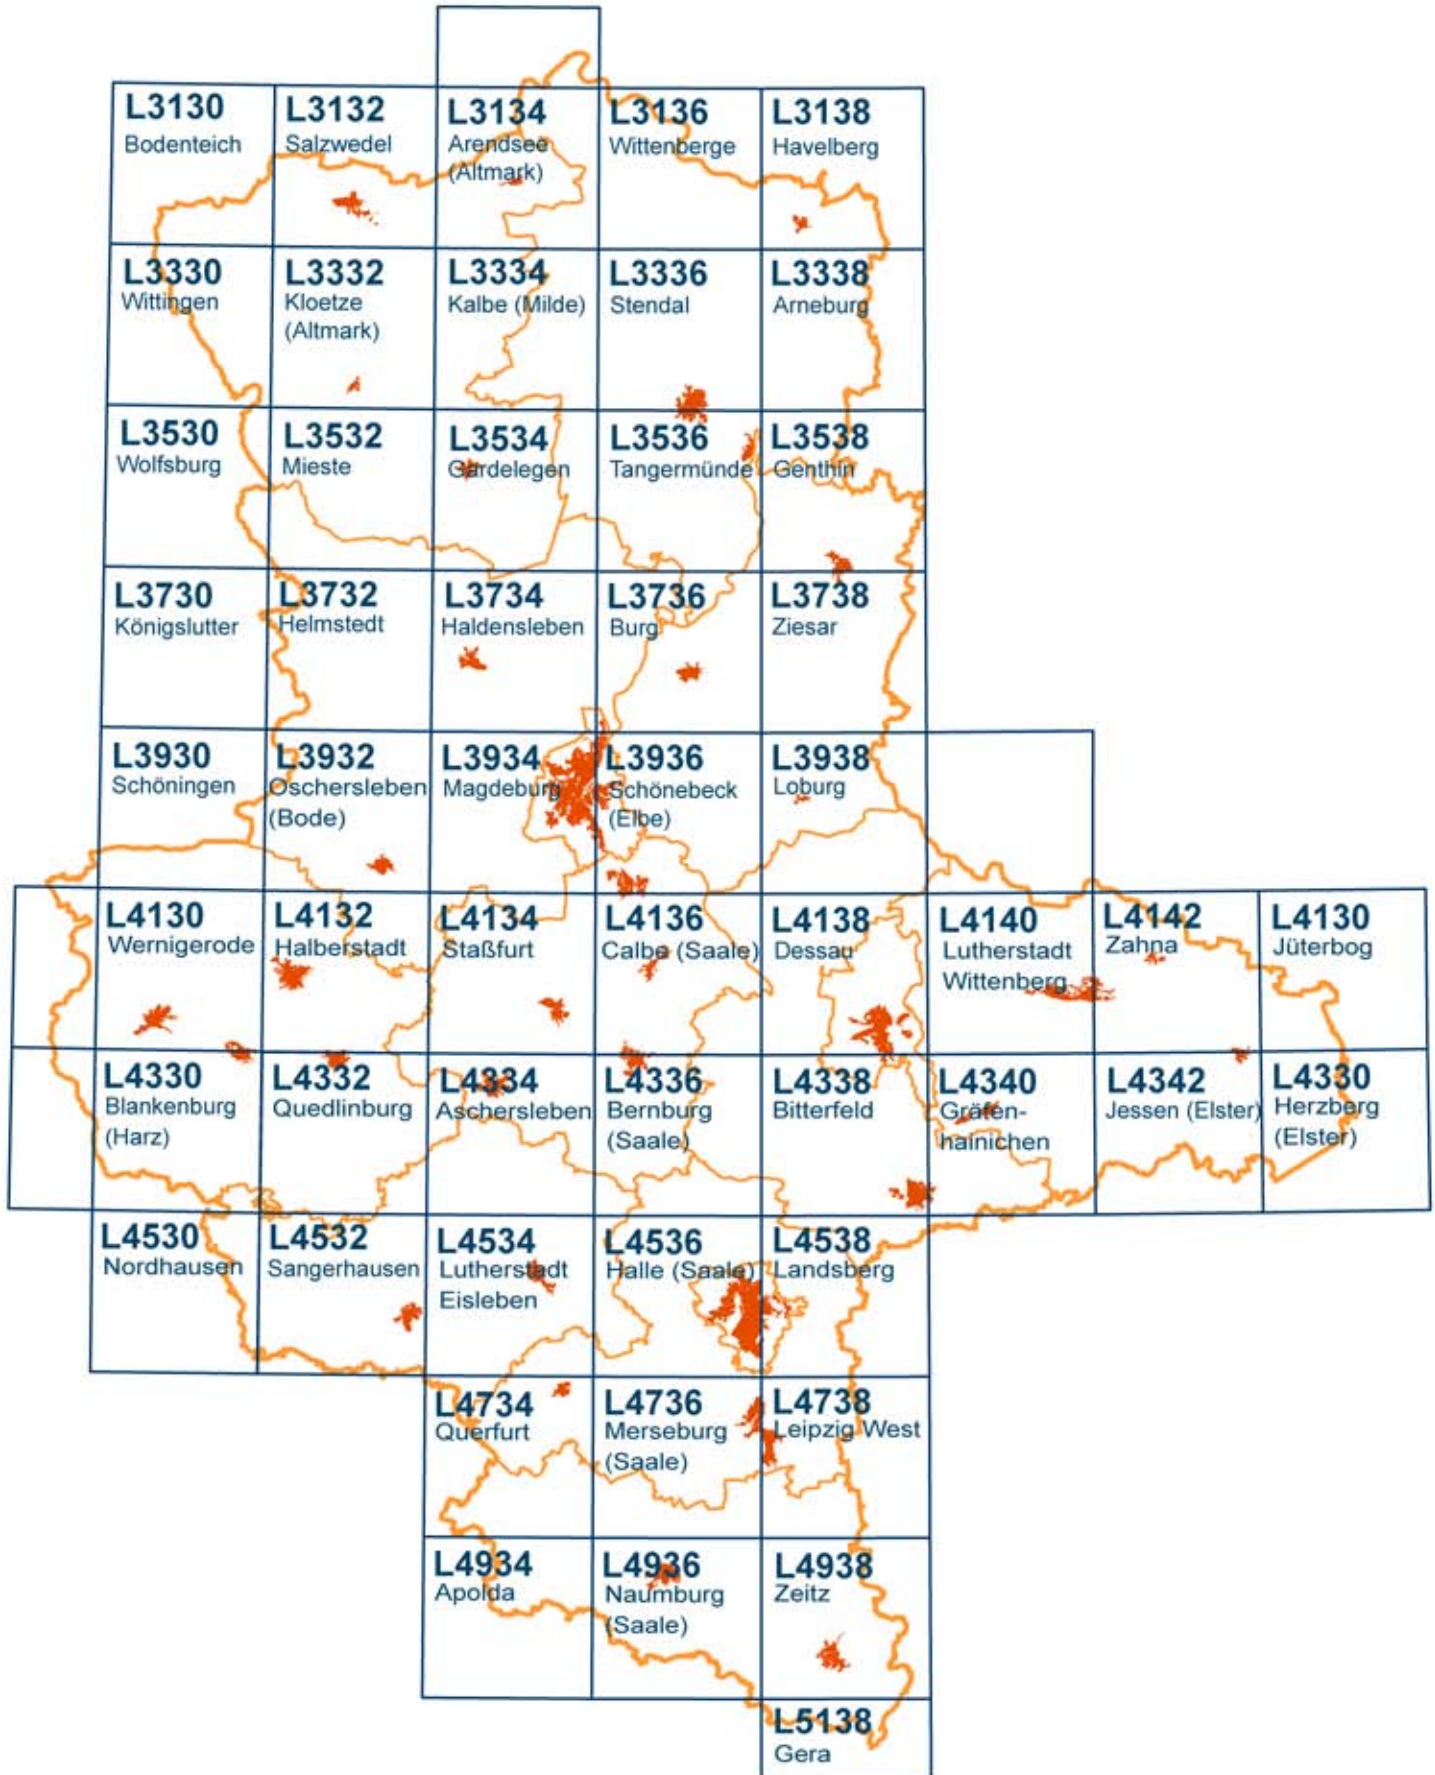 L3130
Bodenteich
L3132
Salzwedel
L3134
Arendsee
(Altmark)
L3136
Wittenberge
L3138
Havelberg
L3330
Wittingen
L3332
Kloetze
(Altmark)
L3334
Kalbe (Milde)
L3336
Stendal
L3338
Arneburg
L3530
Wolfsburg
L3532
Mieste
L3534
Gardelegen
L3536
Tangermünde
L3538
Genthin
L3730
Königslutter
L3732
Helmstedt
L3734
Haldensleben
L3736
Burg
L3738
Ziesar
L3930
Schöningen
L3932
Oschersleben
(Bode)
L3934
Magdeburg
L3936
Schönebeck
(Elbe)
L3938
Loburg
L4130
Wernigerode
L4132
Halberstadt
L4134
Staßfurt
L4136
Calbe (Saale)
L4138
Dessau
L4140
Lutherstadt
Wittenberg
L4142
Zahna
L4130
Jüterbog
L4330
Blankenburg
(Harz)
L4332
Quedlinburg
L4334
Aschersleben
L4336
Bernburg
(Saale)
L4338
Bitterfeld
L4340
Gräfen-
hainichen
L4342
Jessen (Elster)
L4330
Herzberg
(Elster)
L4530
Nordhausen
L4532
Sangerhausen
L4534
Lutherstadt
Eisleben
L4536
Halle (Saale)
L4538
Landsberg
L4734
Querfurt
L4736
Merseburg
(Saale)
L4738
Leipzig West
L4934
Apolda
L4936
Naumburg
(Saale)
L4938
Zeitz
L5138
Gera